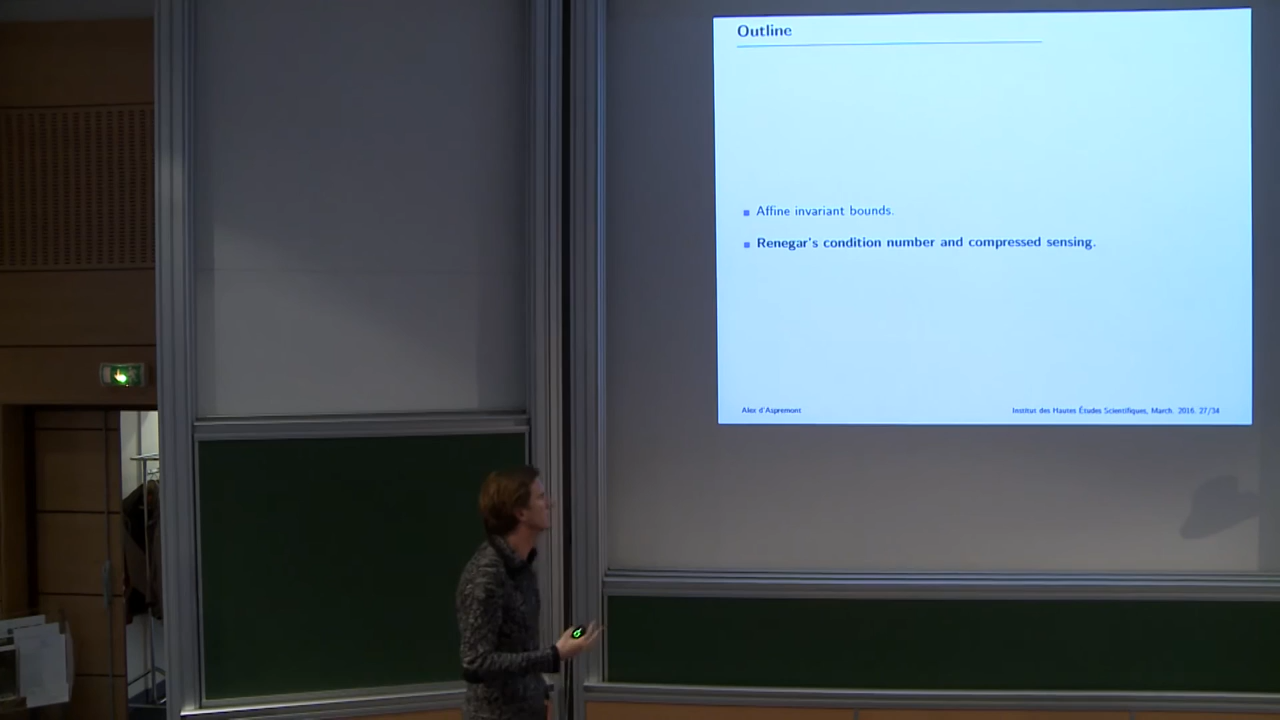 Outline
Affine invariant bounds.
Renegar's condition number and compressed sensing.
Alex d'Aspremont
Institut des Hautes Études Scientifiques, March. 2016. 27/34